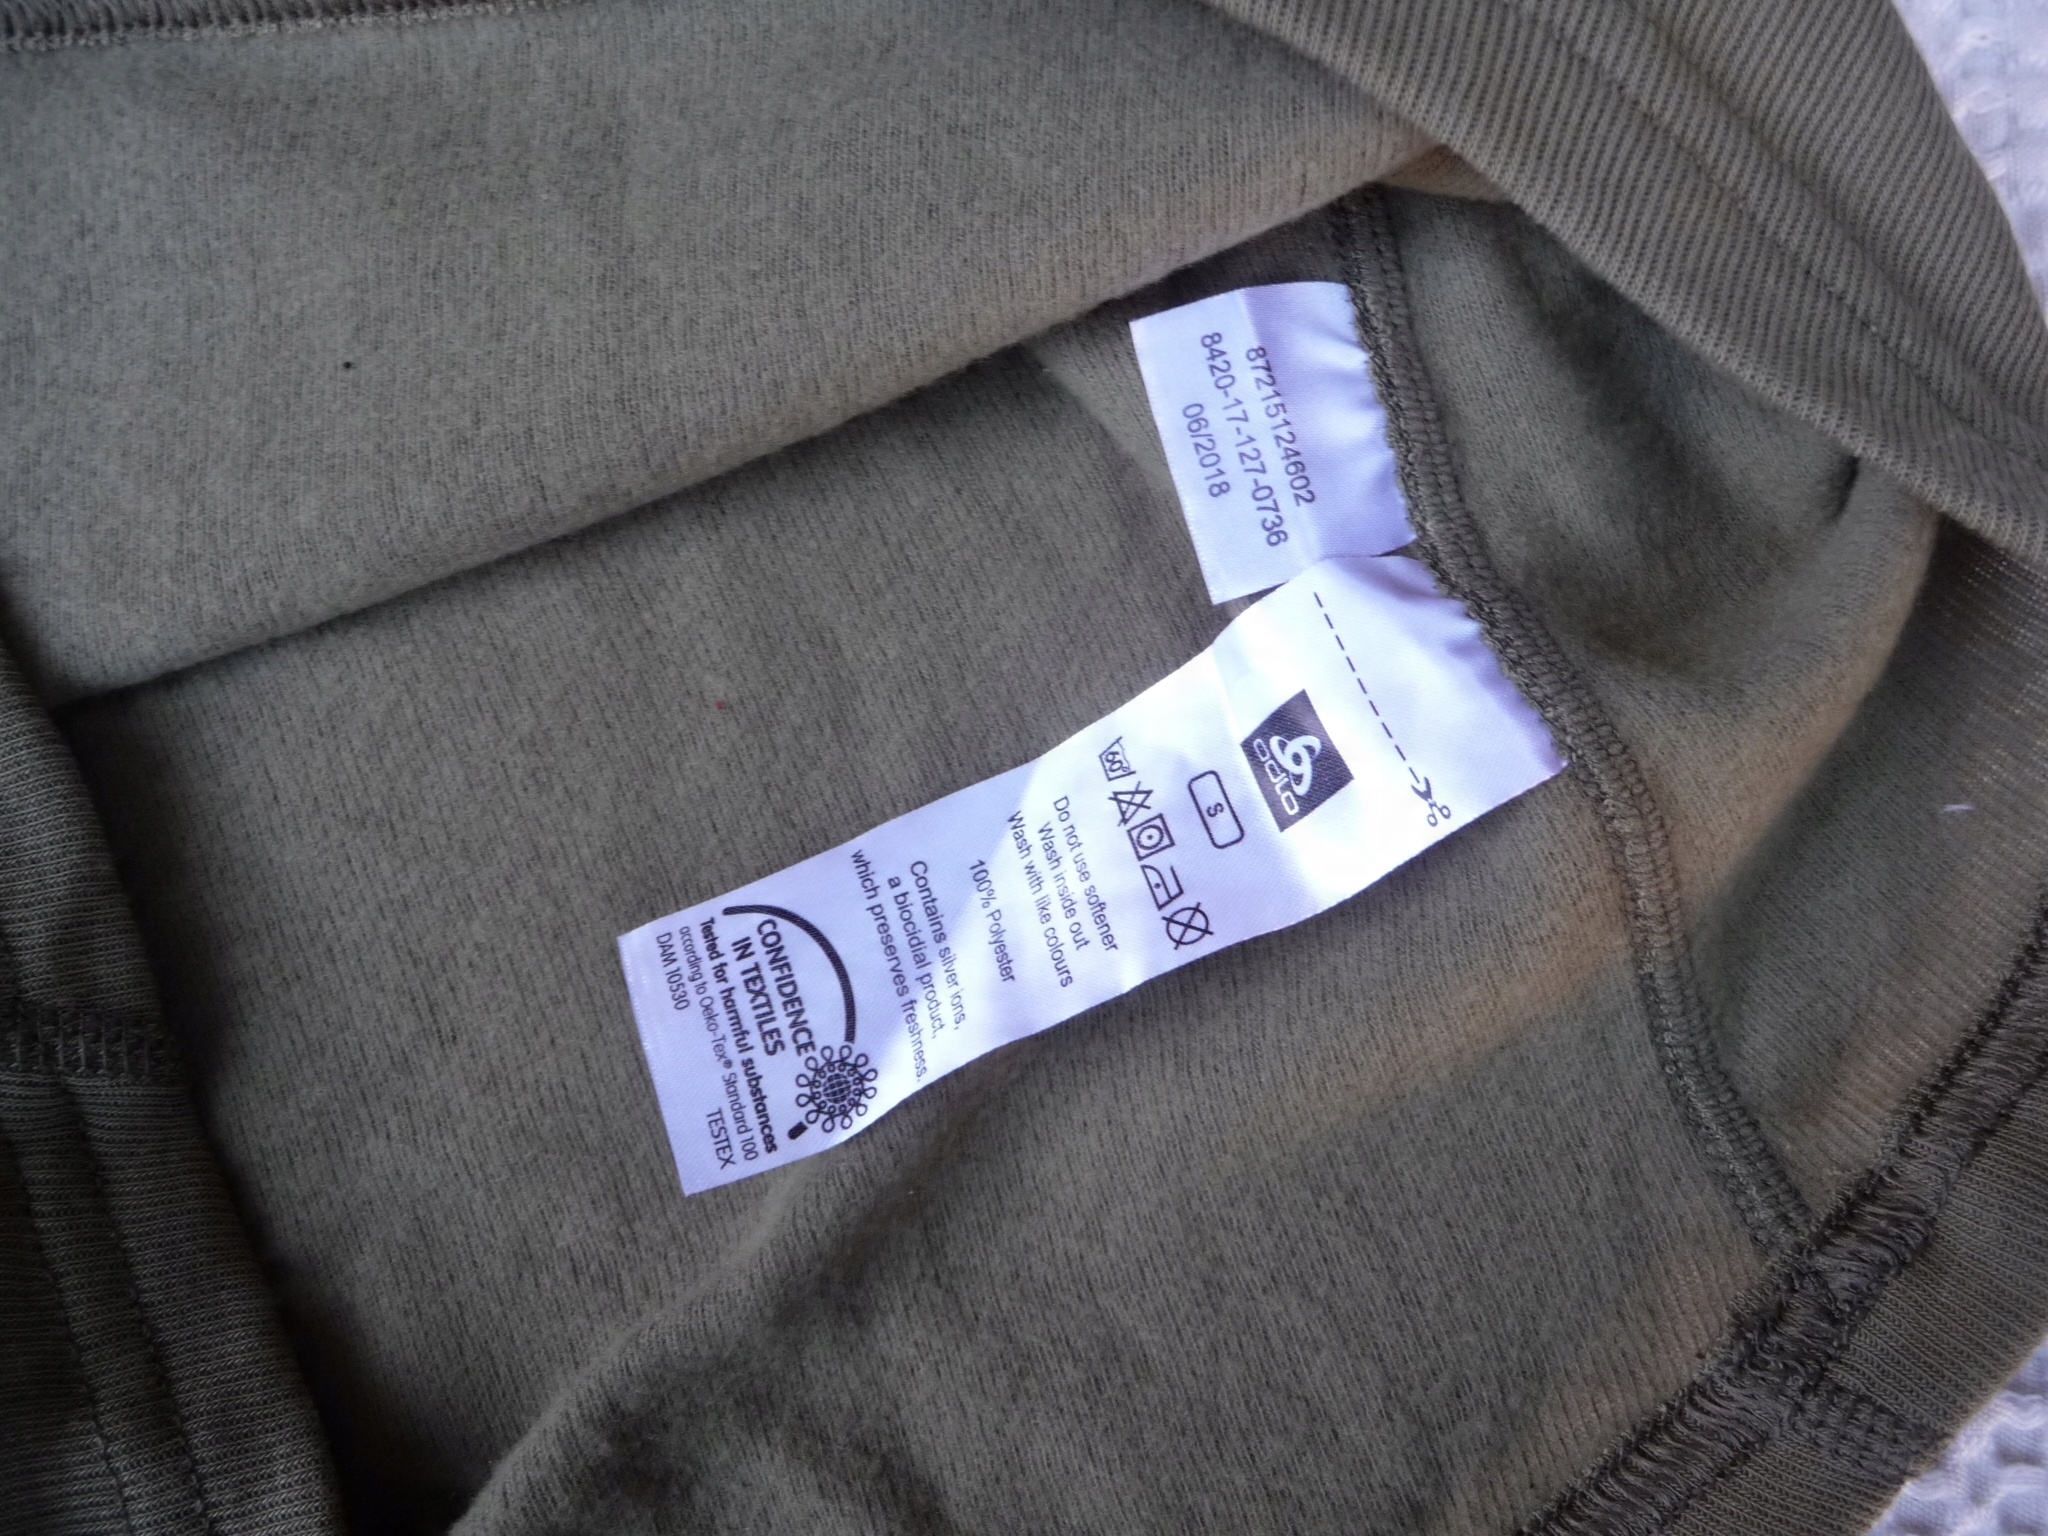 87215124602
8420-17-127-0736
06/2018
odlo
S
60°
Do not use softener
Wash inside out
Wash with like colours
100% Polyester
Contains silver ions,
a biocidial product,
which preserves freshness.
CONFIDENCE
IN TEXTILES
Tested for harmful substances
according to Oeko-Tex® Standard 100
DAM 10530 TESTEX